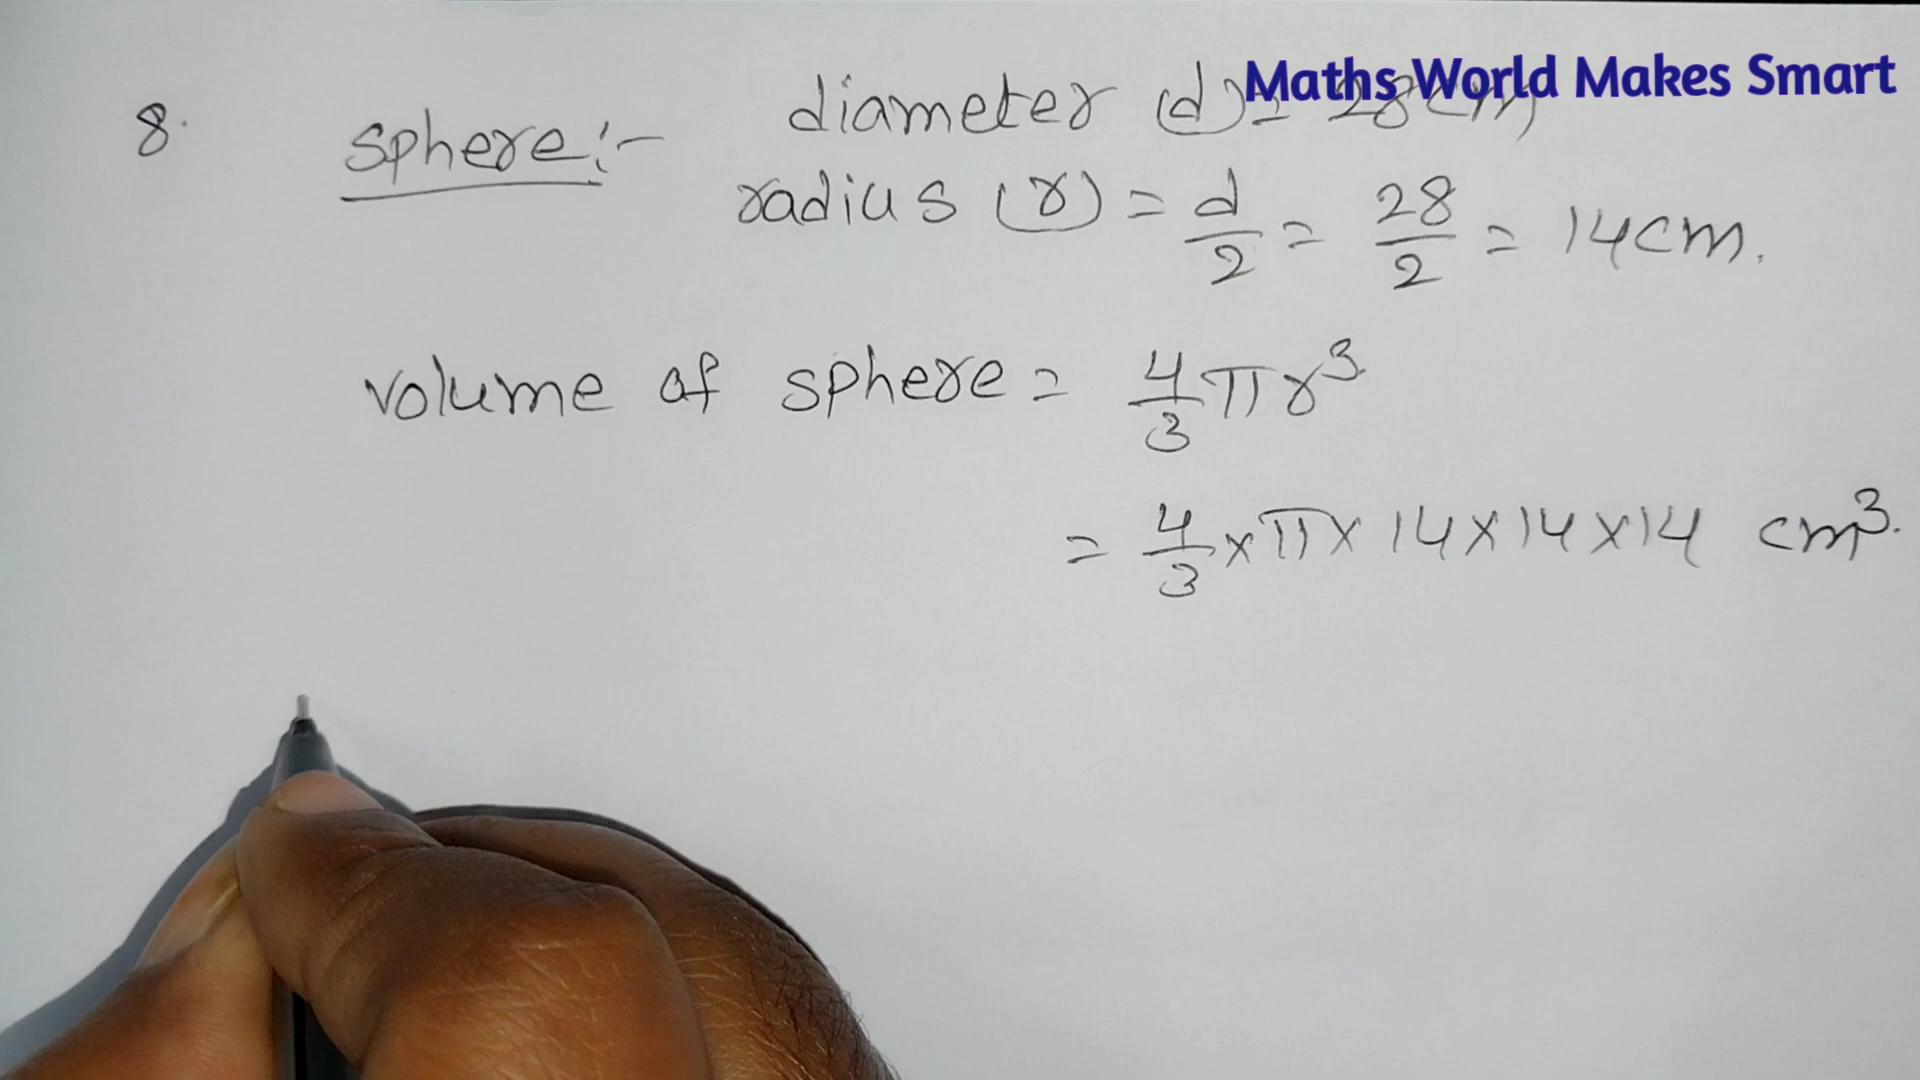 Maths World Makes Smart
8. sphere:- diameter (d) = 28cm,
radius (r) = d/2 = 28/2 = 14cm.
volume of sphere = 4/3 πr³
= 4/3 × π × 14 × 14 × 14 cm³.